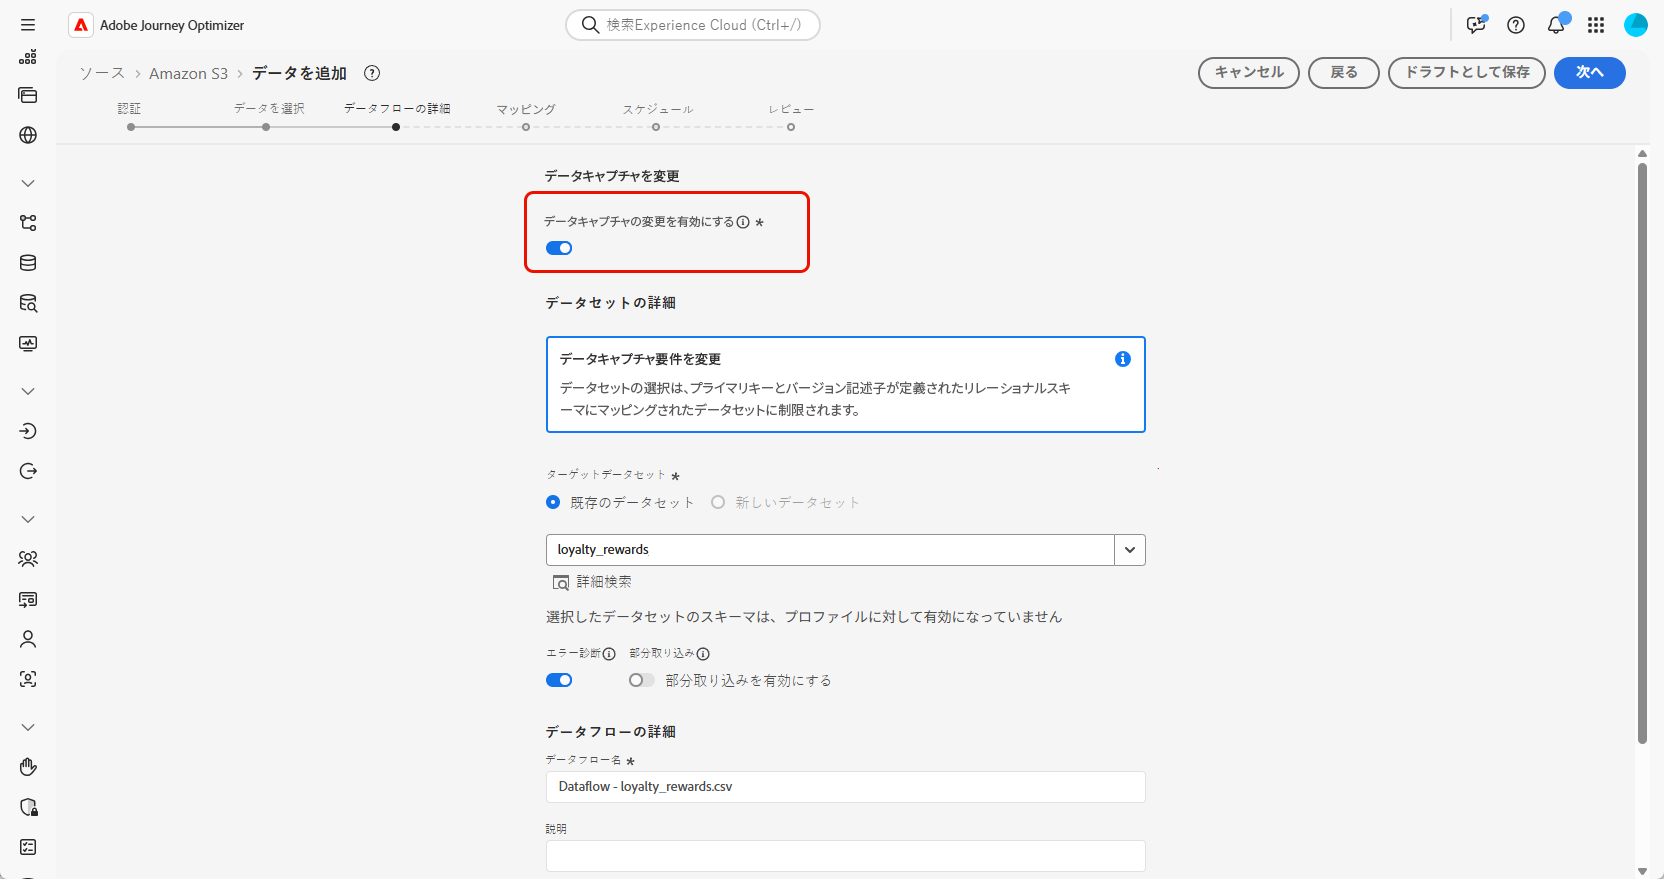 Adobe Journey Optimizer
検索Experience Cloud (Ctrl+/)
ソース › Amazon S3 › データを追加
キャンセル
戻る
ドラフトとして保存
次へ
認証
データを選択
データフローの詳細
マッピング
スケジュール
レビュー
データキャプチャを変更
データキャプチャの変更を有効にする *
データセットの詳細
データキャプチャ要件を変更
データセットの選択は、プライマリキーとバージョン記述子が定義されたリレーショナルスキ
ーマにマッピングされたデータセットに制限されます。
ターゲットデータセット *
既存のデータセット 新しいデータセット
loyalty_rewards
詳細検索
選択したデータセットのスキーマは、プロファイルに対して有効になっていません
エラー診断 部分取り込み
部分取り込みを有効にする
データフローの詳細
データフロー名 *
Dataflow - loyalty_rewards.csv
説明